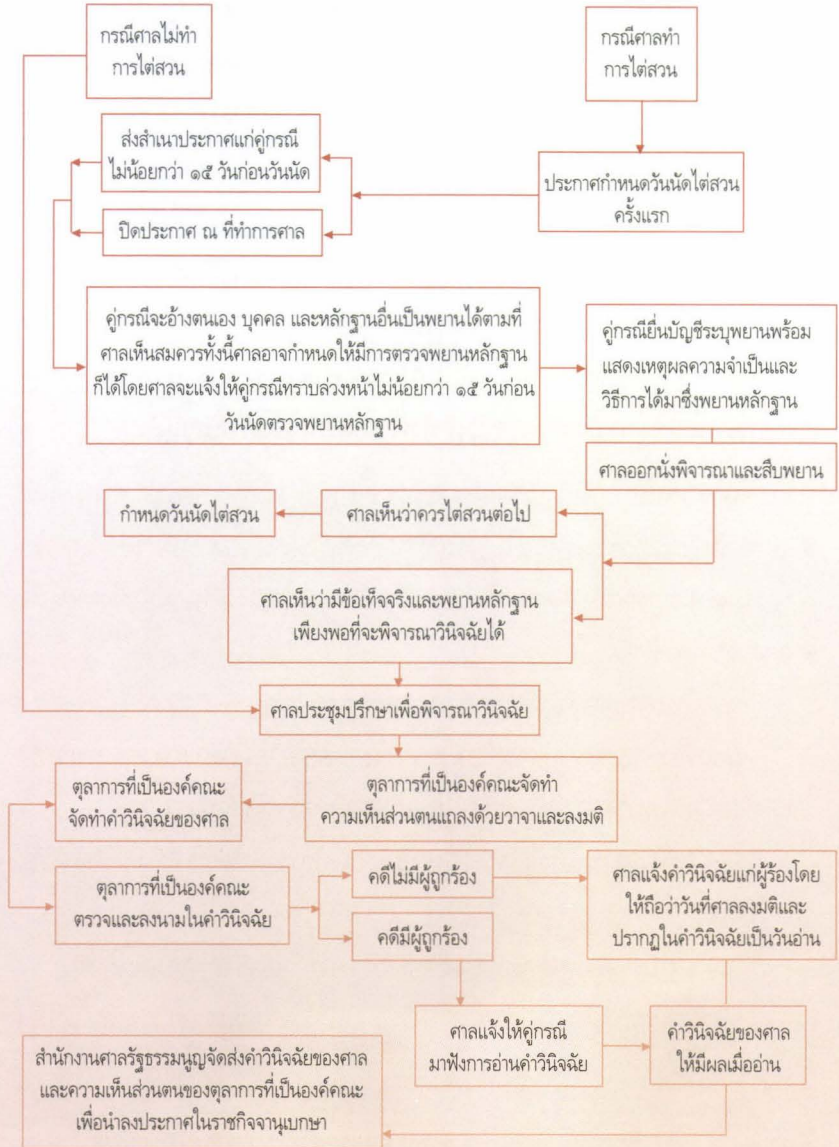 กรณีศาลไม่ทำ
การไต่สวน
กรณีศาลทำ
การไต่สวน
ส่งสำเนาประกาศแก่คู่กรณี
ไม่น้อยกว่า ๑๕ วันก่อนวันนัด
ประกาศกำหนดวันนัดไต่สวน
ครั้งแรก
ปิดประกาศ ณ ที่ทำการศาล
คู่กรณีจะอ้างตนเอง บุคคล และหลักฐานอื่นเป็นพยานได้ตามที่
ศาลเห็นสมควรทั้งนี้ศาลอาจกำหนดให้มีการตรวจพยานหลักฐาน
ก็ได้โดยศาลจะแจ้งให้คู่กรณีทราบล่วงหน้าไม่น้อยกว่า ๑๕ วันก่อน
วันนัดตรวจพยานหลักฐาน
คู่กรณียื่นบัญชีระบุพยานพร้อม
แสดงเหตุผลความจำเป็นและ
วิธีการได้มาซึ่งพยานหลักฐาน
ศาลออกนั่งพิจารณาและสืบพยาน
กำหนดวันนัดไต่สวน
ศาลเห็นว่าควรไต่สวนต่อไป
ศาลเห็นว่ามีข้อเท็จจริงและพยานหลักฐาน
เพียงพอที่จะพิจารณาวินิจฉัยได้
ศาลประชุมปรึกษาเพื่อพิจารณาวินิจฉัย
ตุลาการที่เป็นองค์คณะ
จัดทำคำวินิจฉัยของศาล
ตุลาการที่เป็นองค์คณะจัดทำ
ความเห็นส่วนตนแถลงด้วยวาจาและลงมติ
ตุลาการที่เป็นองค์คณะ
ตรวจและลงนามในคำวินิจฉัย
คดีไม่มีผู้ถูกร้อง
คดีมีผู้ถูกร้อง
ศาลแจ้งคำวินิจฉัยแก่ผู้ร้องโดย
ให้ถือว่าวันที่ศาลลงมติและ
ปรากฏในคำวินิจฉัยเป็นวันอ่าน
ศาลแจ้งให้คู่กรณี
มาฟังการอ่านคำวินิจฉัย
คำวินิจฉัยของศาล
ให้มีผลเมื่ออ่าน
สำนักงานศาลรัฐธรรมนูญจัดส่งคำวินิจฉัยของศาล
และความเห็นส่วนตนของตุลาการที่เป็นองค์คณะ
เพื่อนำลงประกาศในราชกิจจานุเบกษา